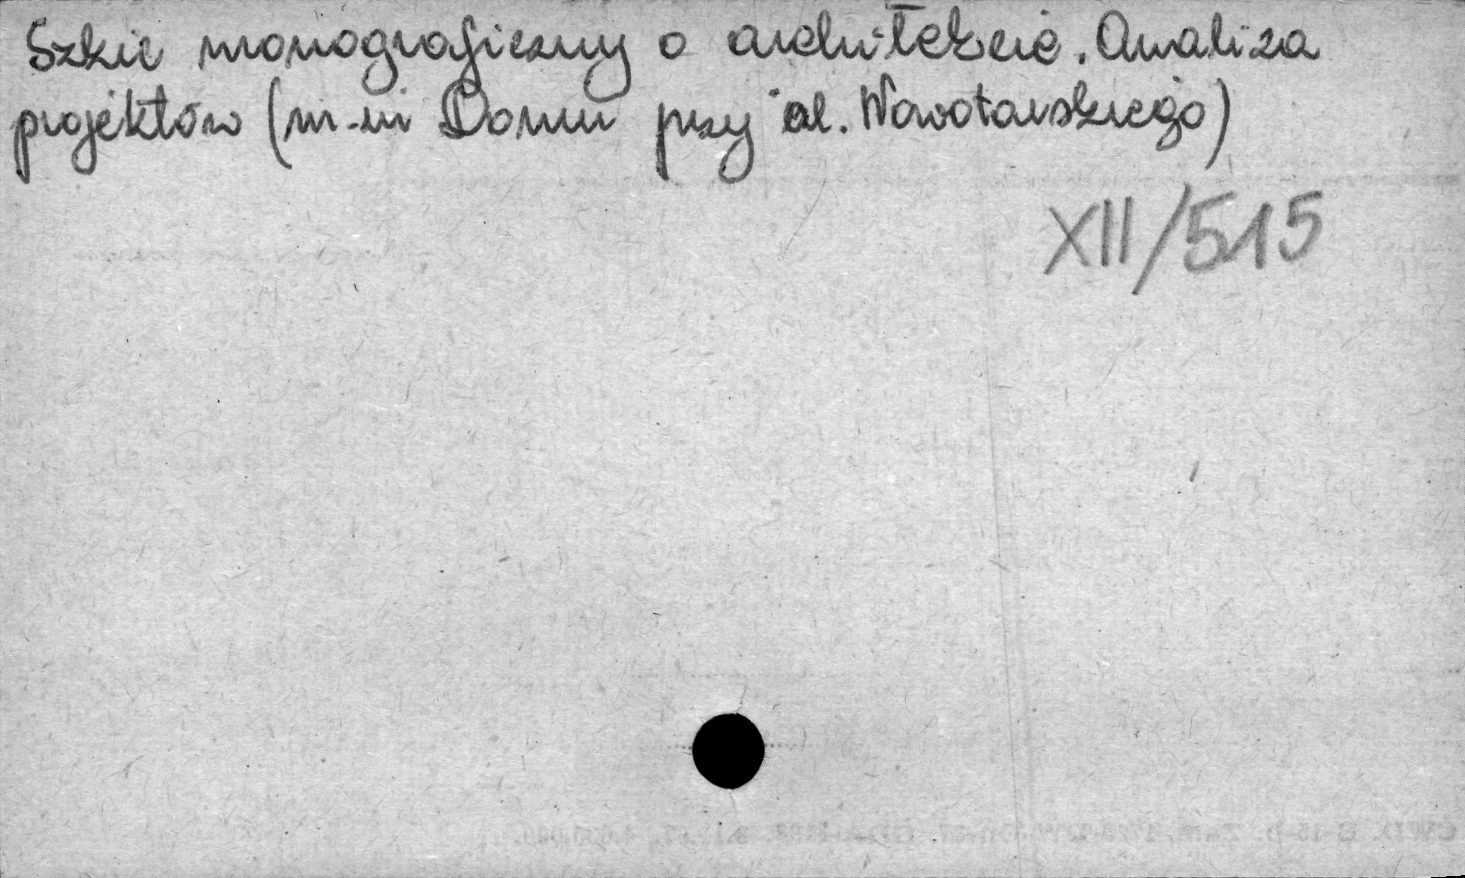 Szkic monograficzny o architekcie. Analiza
projektów (m.in Domu przy al. Nowotarskiego)
XII/515